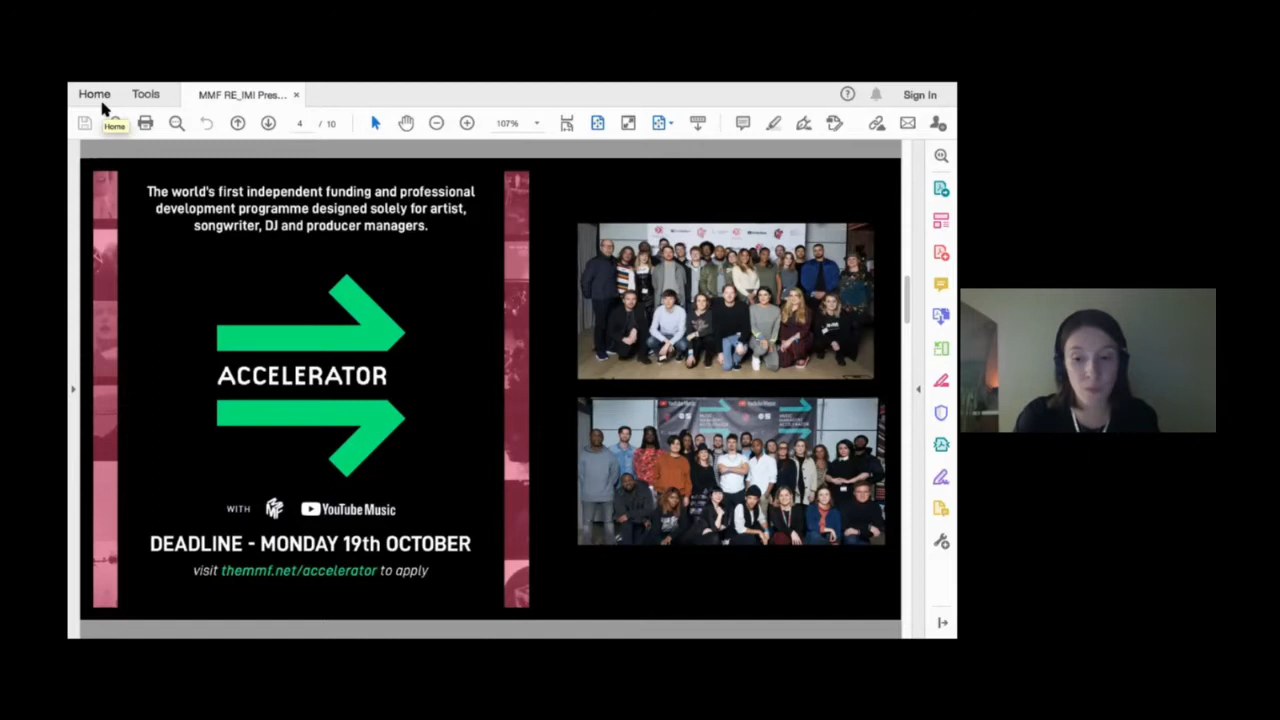 Home
Tools
MMF RE_IMI Pres...
Sign In
Home
4 / 10
107%
The world's first independent funding and professional
development programme designed solely for artist,
songwriter, DJ and producer managers.
ACCELERATOR
WITH
YouTube Music
DEADLINE - MONDAY 19th OCTOBER
visit themmf.net/accelerator to apply